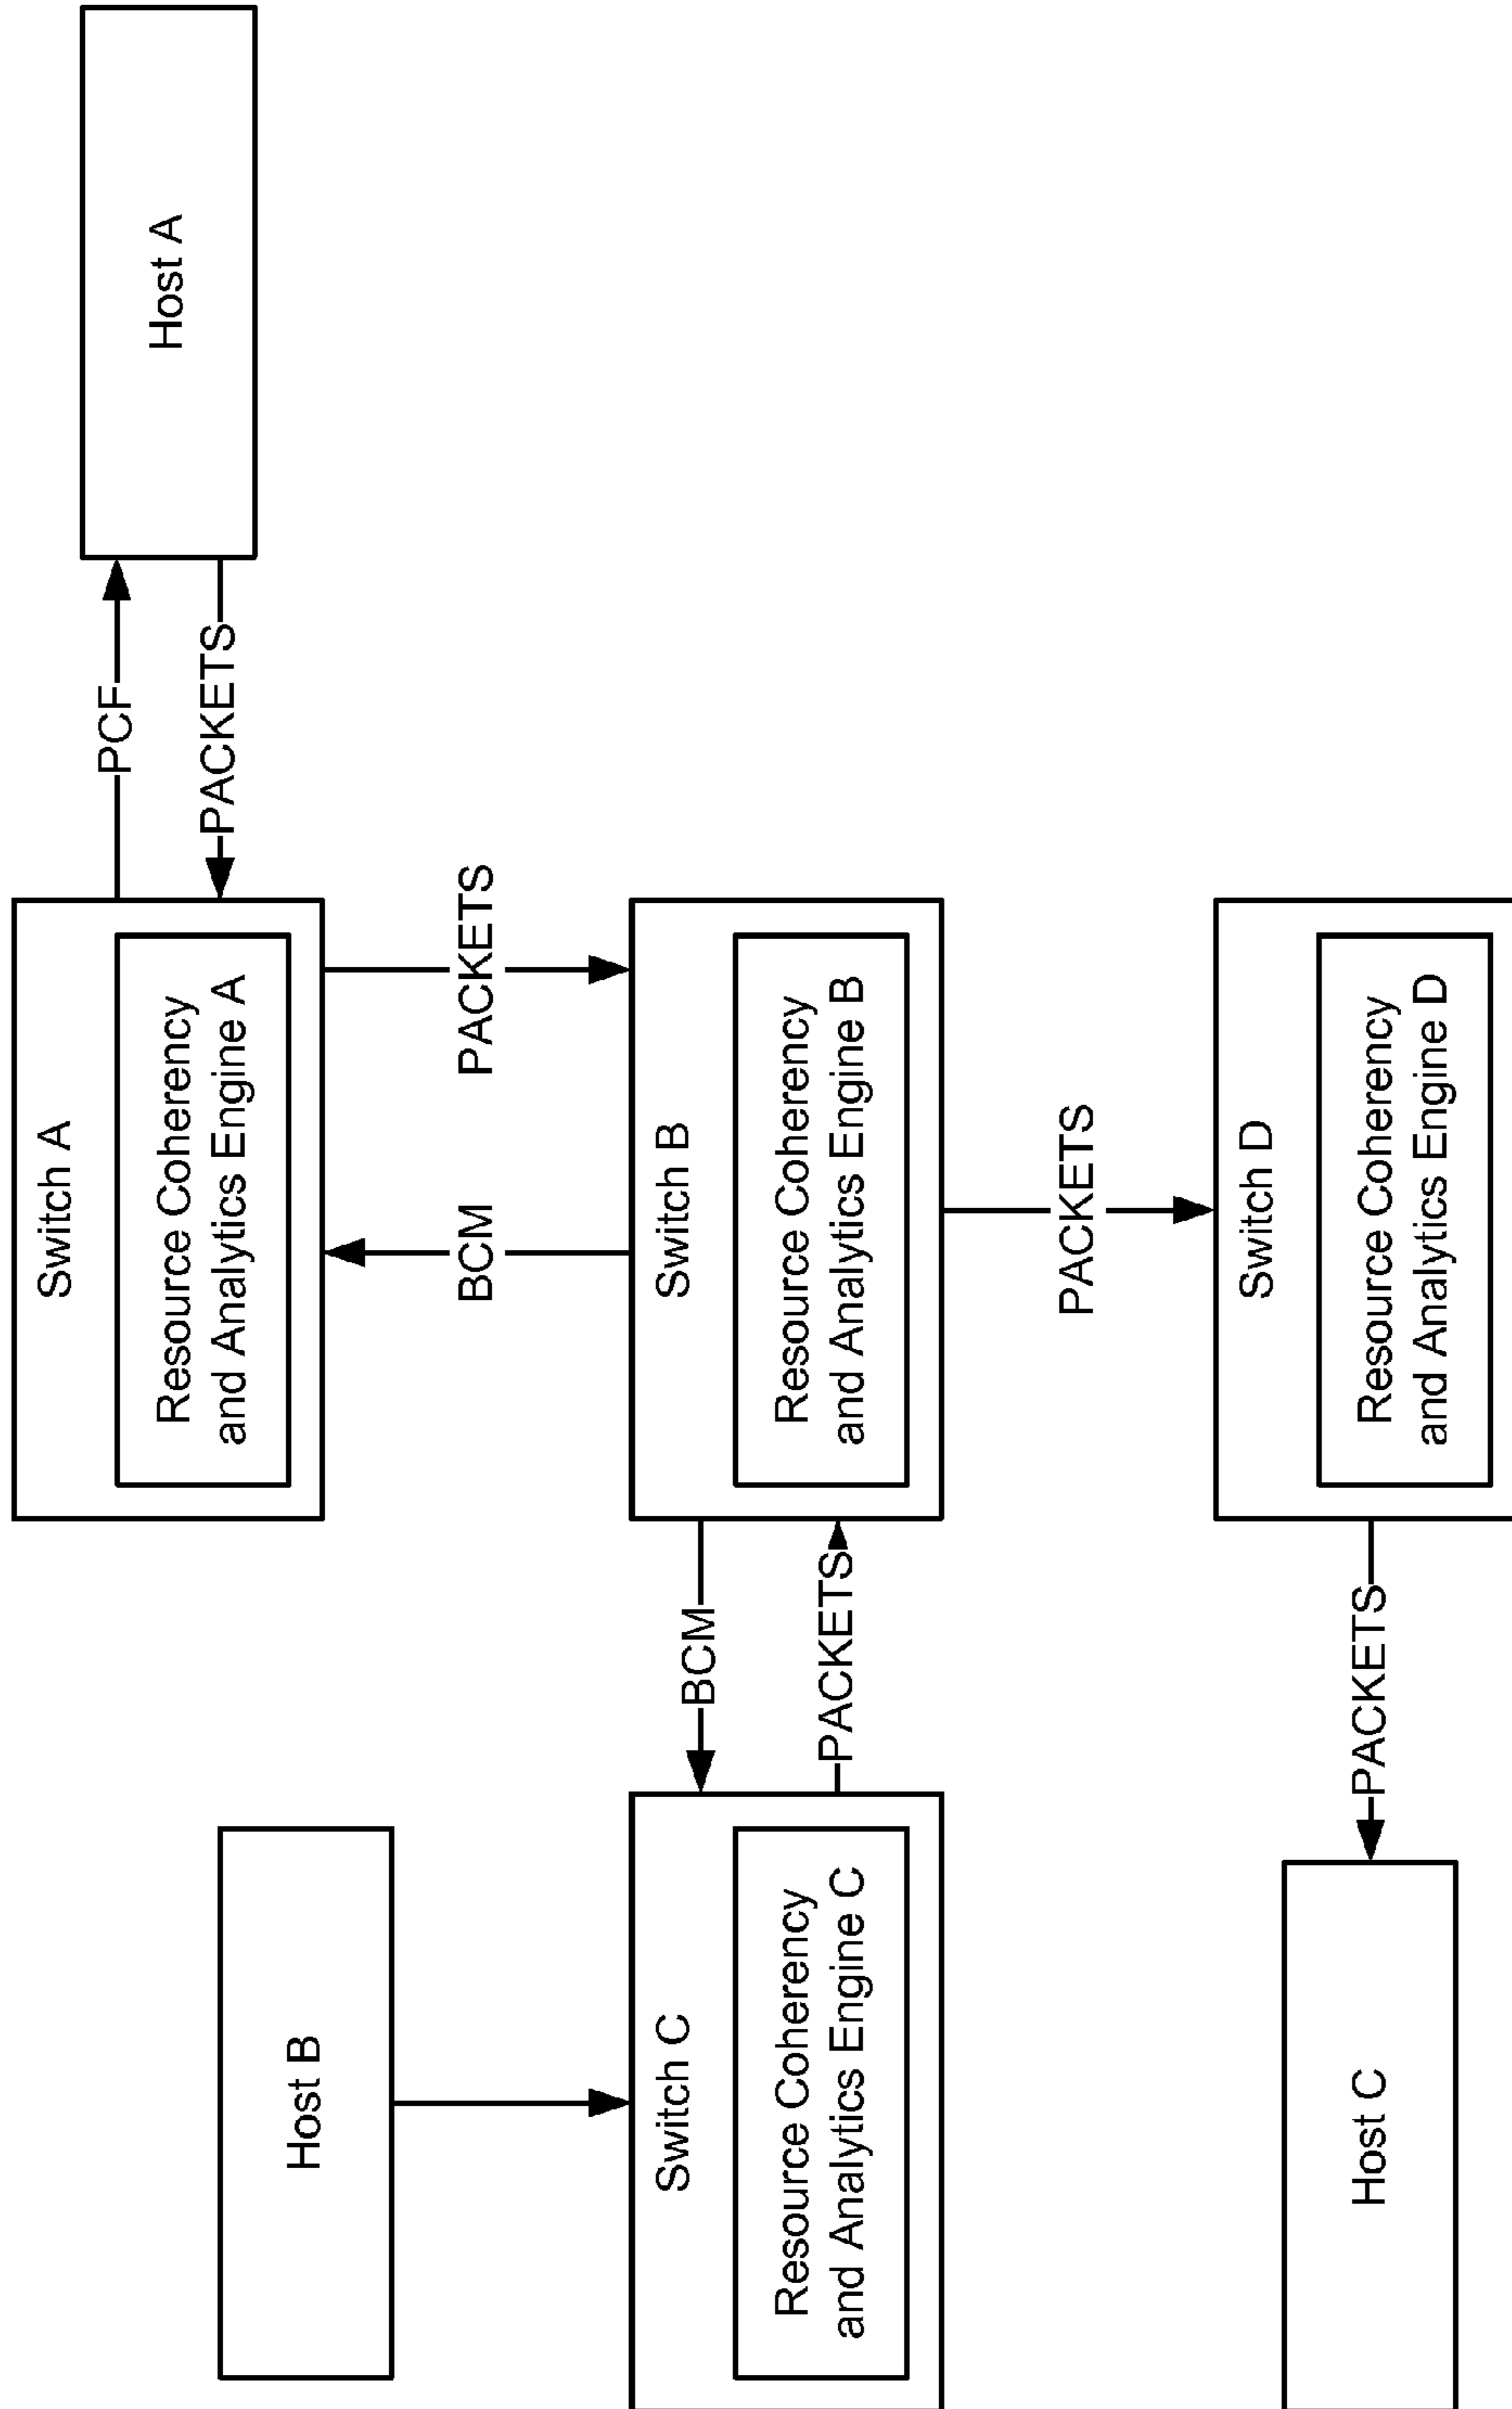 Switch A
Resource Coherency
and Analytics Engine A
PCF
PACKETS
Host A
Host B
BCM
PACKETS
Switch C
Resource Coherency
and Analytics Engine C
BCM
PACKETS
Switch B
Resource Coherency
and Analytics Engine B
PACKETS
Host C
PACKETS
Switch D
Resource Coherency
and Analytics Engine D